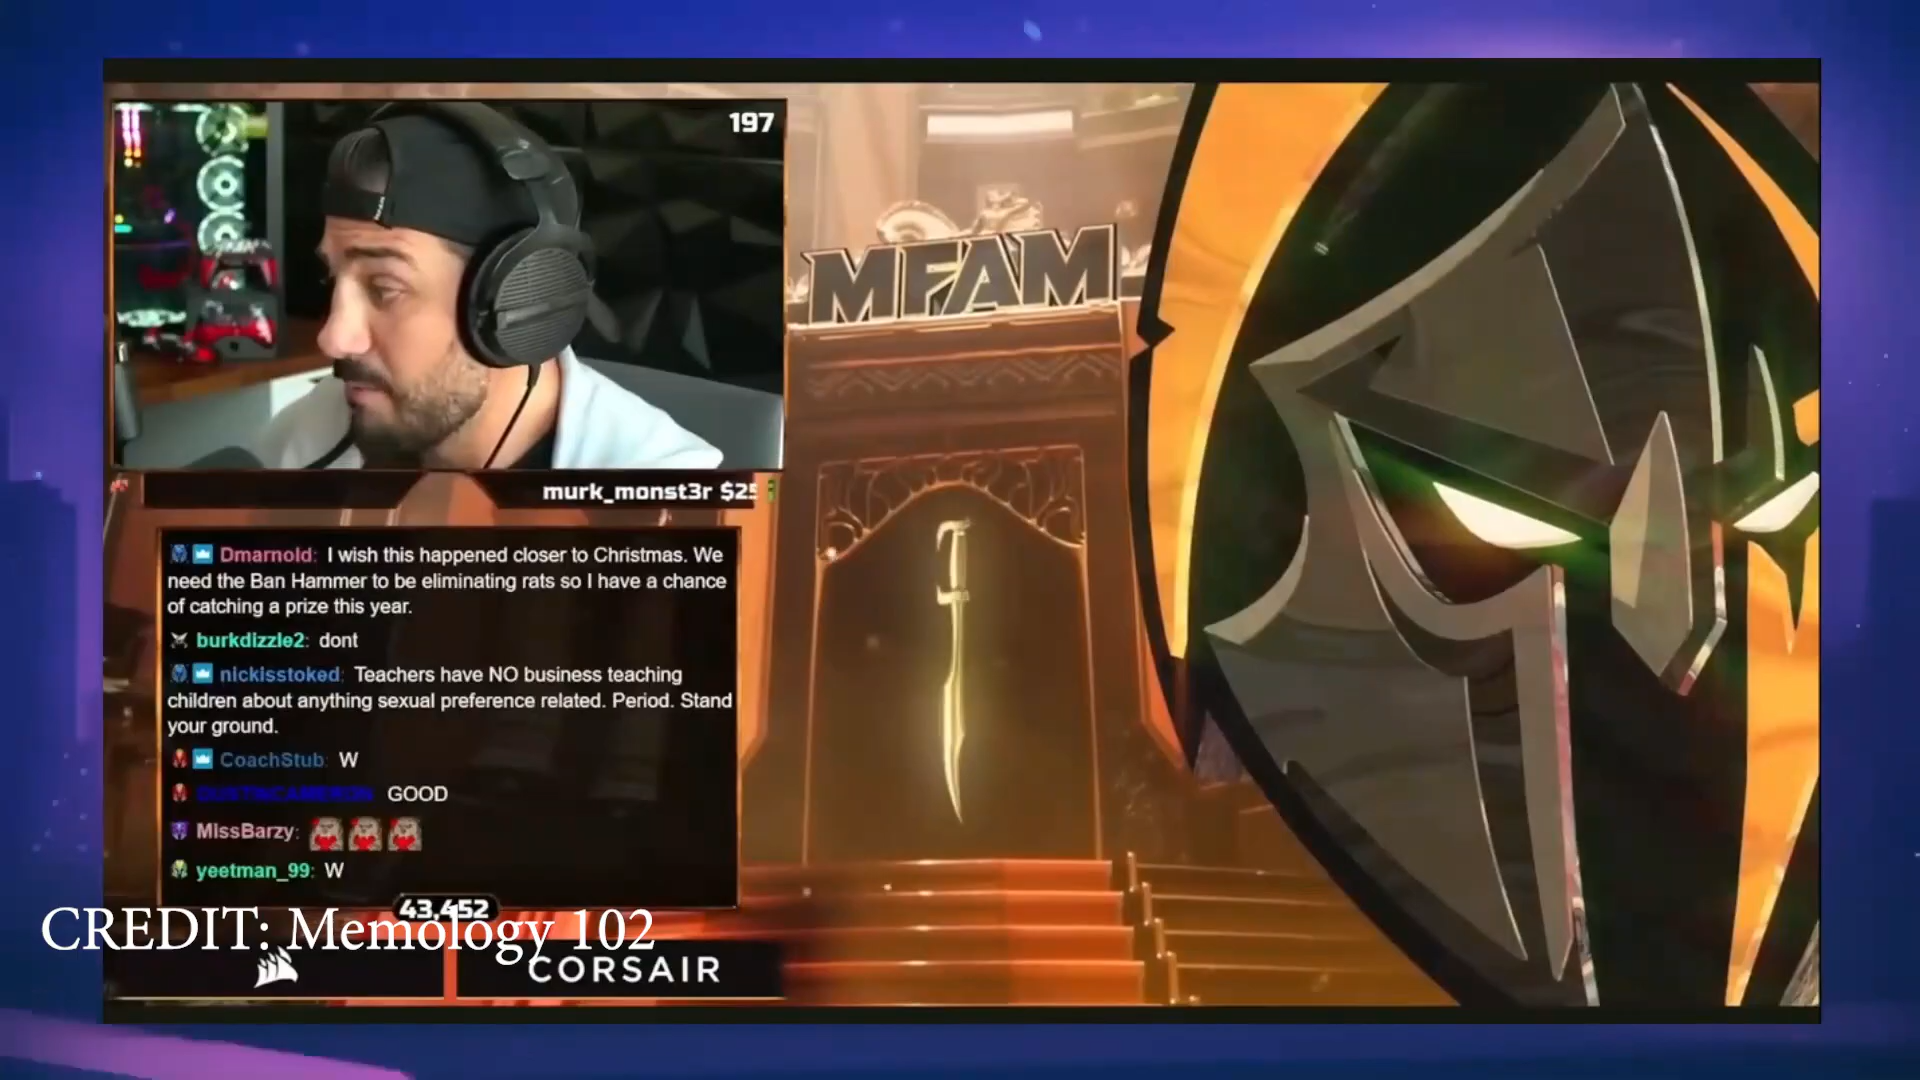 197
MFAM
murk_monst3r $25
Dmarnold: I wish this happened closer to Christmas. We
need the Ban Hammer to be eliminating rats so I have a chance
of catching a prize this year.
burkdizzle2: dont
nickisstoked: Teachers have NO business teaching
children about anything sexual preference related. Period. Stand
your ground.
CoachStub: W
DUSTINCAMERON GOOD
MissBarzy:
yeetman_99: W
43,452
CREDIT: Memology 102
CORSAIR